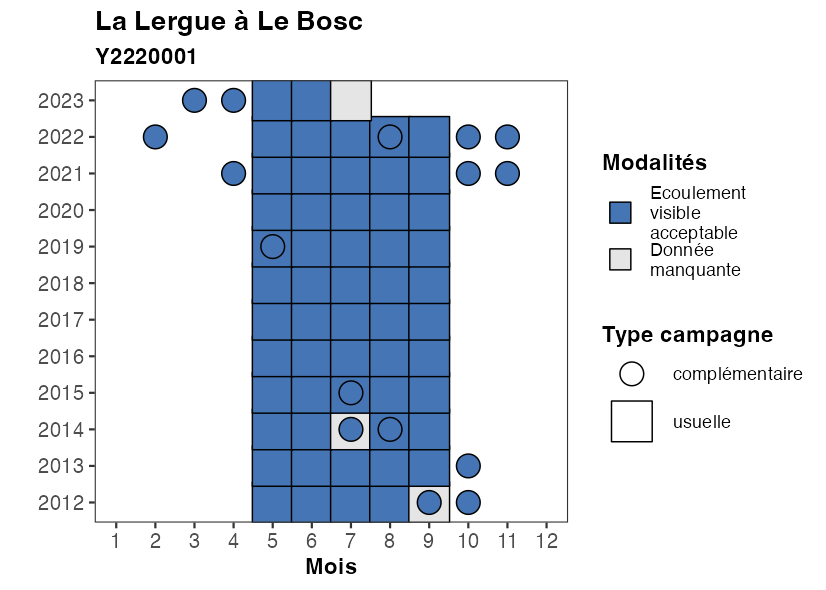 La Lergue à Le Bosc
Y2220001
2023
2022
2021
2020
2019
2018
2017
2016
2015
2014
2013
2012
1 2 3 4 5 6 7 8 9 10 11 12
Mois
Modalités
Ecoulement
visible
acceptable
Donnée
manquante
Type campagne
complémentaire
usuelle